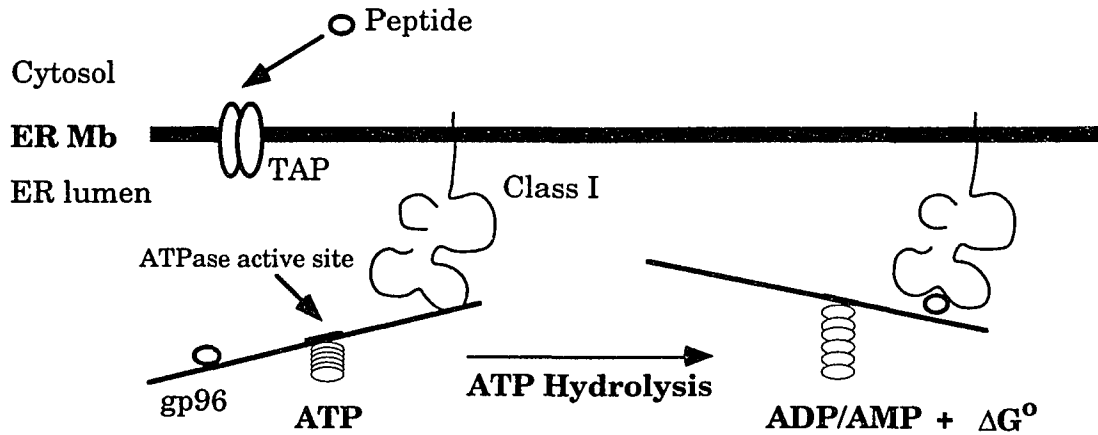 Peptide
Cytosol
ER Mb
TAP
ER lumen
Class I
ATPase active site
gp96
ATP
ATP Hydrolysis
ADP/AMP + ΔG°